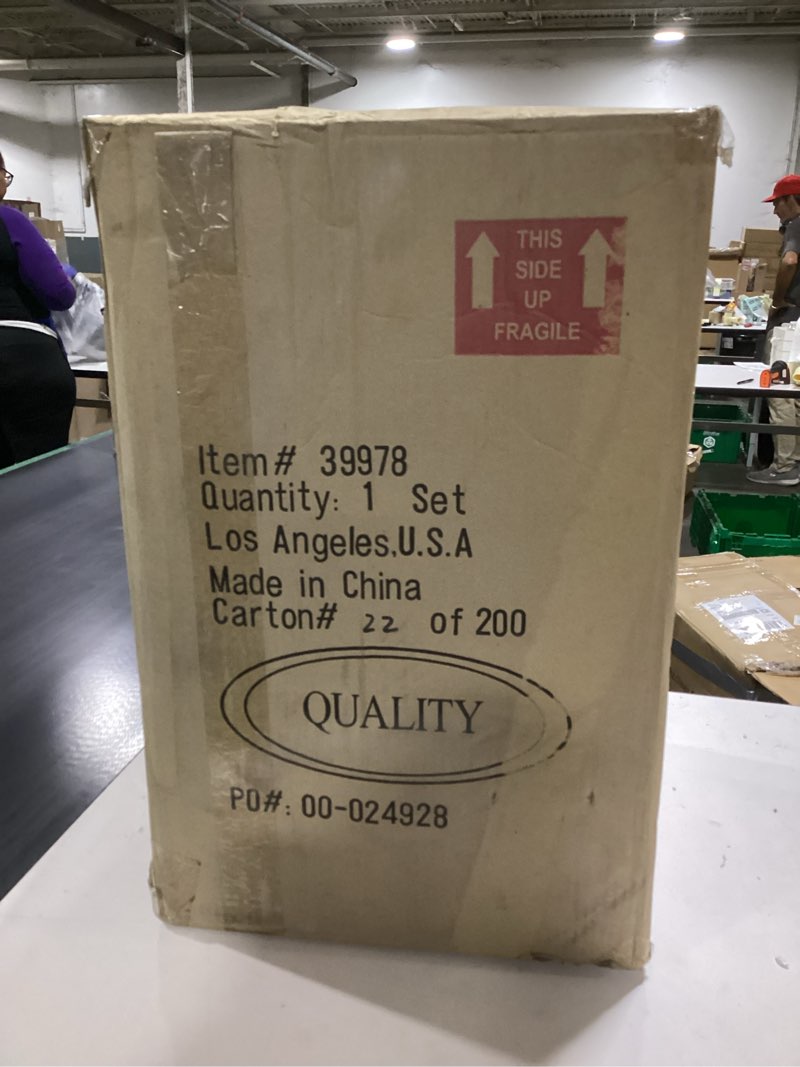 THIS
SIDE
UP
FRAGILE
Item# 39978
Quantity: 1 Set
Los Angeles,U.S.A
Made in China
Carton# 22 of 200
QUALITY
PO#: 00-024928